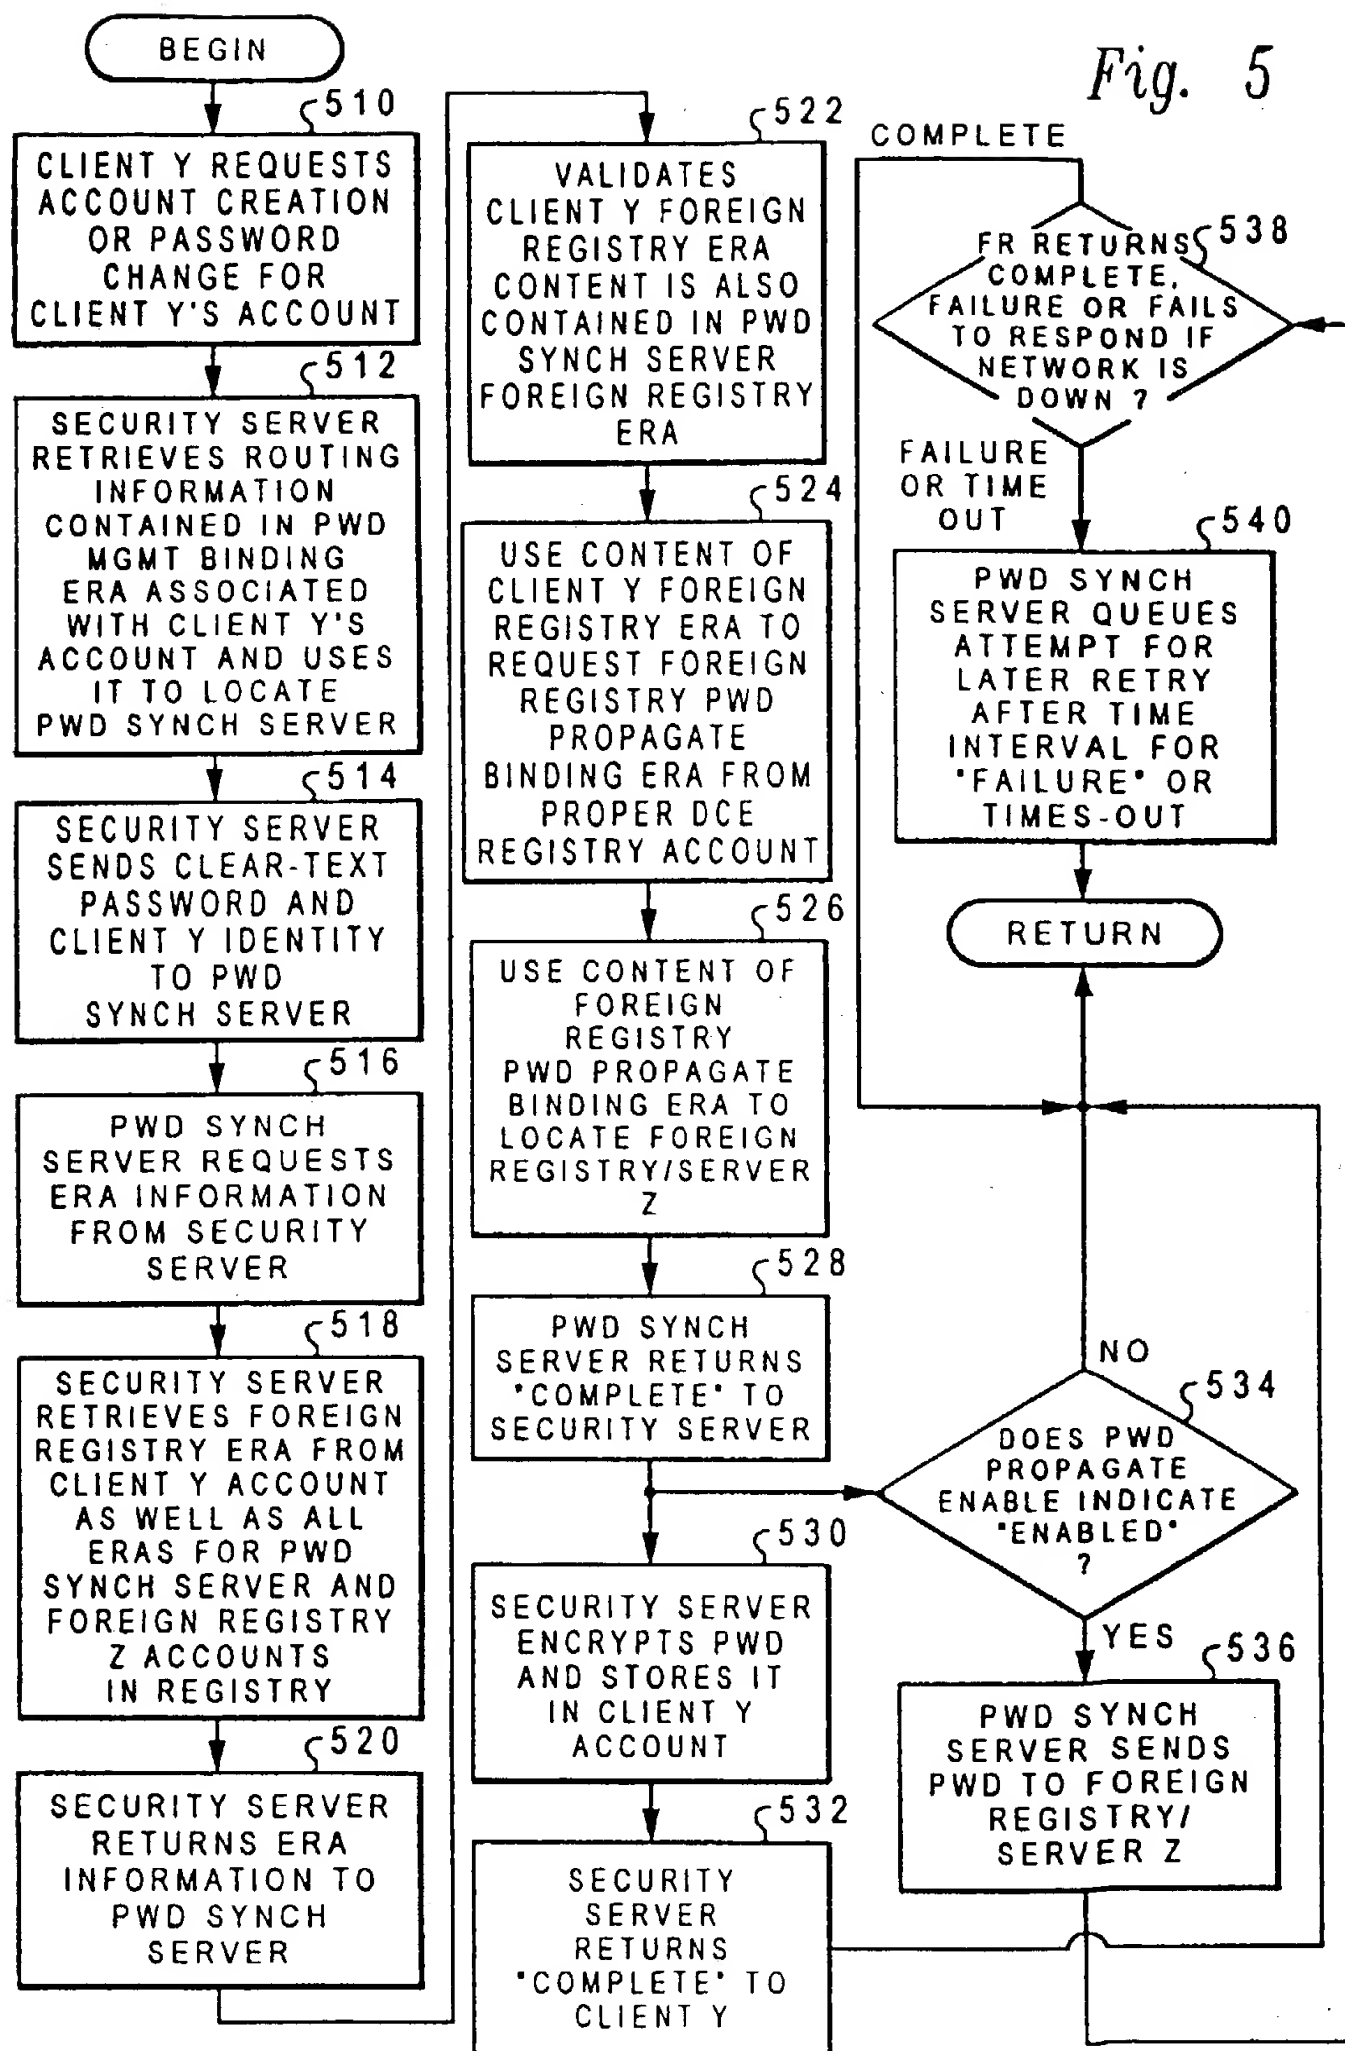 BEGIN
Fig. 5
510
CLIENT Y REQUESTS
ACCOUNT CREATION
OR PASSWORD
CHANGE FOR
CLIENT Y'S ACCOUNT
512
SECURITY SERVER
RETRIEVES ROUTING
INFORMATION
CONTAINED IN PWD
MGMT BINDING
ERA ASSOCIATED
WITH CLIENT Y'S
ACCOUNT AND USES
IT TO LOCATE
PWD SYNCH SERVER
514
SECURITY SERVER
SENDS CLEAR-TEXT
PASSWORD AND
CLIENT Y IDENTITY
TO PWD
SYNCH SERVER
516
PWD SYNCH
SERVER REQUESTS
ERA INFORMATION
FROM SECURITY
SERVER
518
SECURITY SERVER
RETRIEVES FOREIGN
REGISTRY ERA FROM
CLIENT Y ACCOUNT
AS WELL AS ALL
ERAS FOR PWD
SYNCH SERVER AND
FOREIGN REGISTRY
Z ACCOUNTS
IN REGISTRY
520
SECURITY SERVER
RETURNS ERA
INFORMATION TO
PWD SYNCH
SERVER
522
VALIDATES
CLIENT Y FOREIGN
REGISTRY ERA
CONTENT IS ALSO
CONTAINED IN PWD
SYNCH SERVER
FOREIGN REGISTRY
ERA
524
USE CONTENT OF
CLIENT Y FOREIGN
REGISTRY ERA TO
REQUEST FOREIGN
REGISTRY PWD
PROPAGATE
BINDING ERA FROM
PROPER DCE
REGISTRY ACCOUNT
526
USE CONTENT OF
FOREIGN
REGISTRY
PWD PROPAGATE
BINDING ERA TO
LOCATE FOREIGN
REGISTRY/SERVER
Z
528
PWD SYNCH
SERVER RETURNS
"COMPLETE" TO
SECURITY SERVER
530
SECURITY SERVER
ENCRYPTS PWD
AND STORES IT
IN CLIENT Y
ACCOUNT
532
SECURITY
SERVER
RETURNS
"COMPLETE" TO
CLIENT Y
COMPLETE
538
FR RETURNS
COMPLETE,
FAILURE OR FAILS
TO RESPOND IF
NETWORK IS
DOWN ?
FAILURE
OR TIME
OUT
540
PWD SYNCH
SERVER QUEUES
ATTEMPT FOR
LATER RETRY
AFTER TIME
INTERVAL FOR
"FAILURE" OR
TIMES-OUT
RETURN
NO
534
DOES PWD
PROPAGATE
ENABLE INDICATE
"ENABLED"
?
YES
536
PWD SYNCH
SERVER SENDS
PWD TO FOREIGN
REGISTRY/
SERVER Z